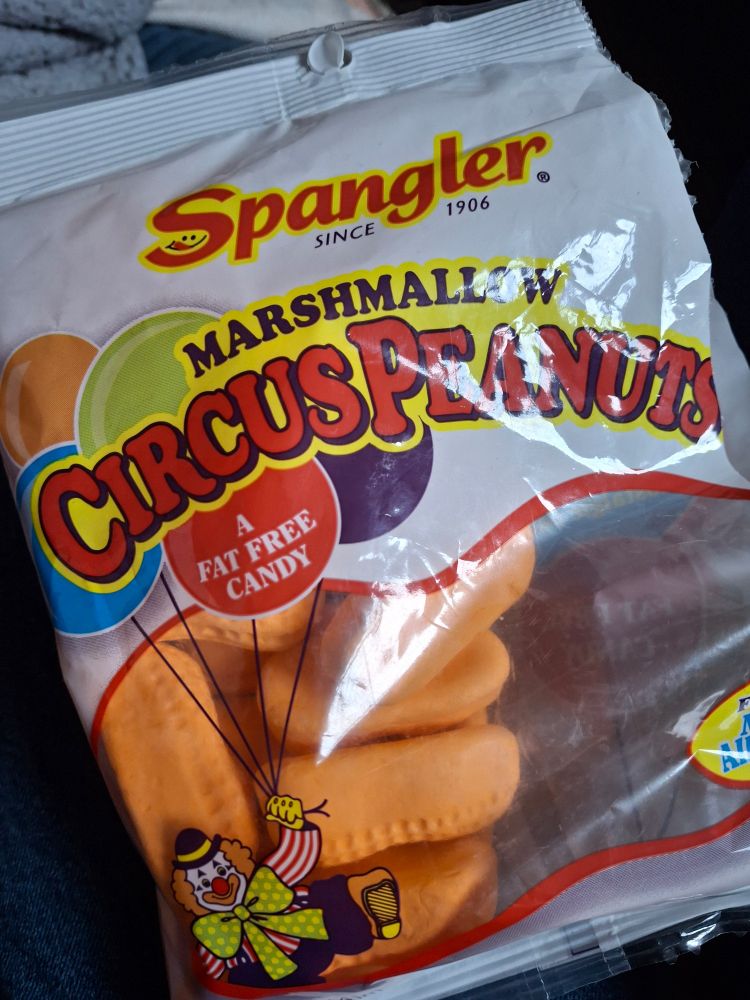 Spangler®
SINCE 1906
MARSHMALLOW
CIRCUS PEANUTS
A
FAT FREE
CANDY